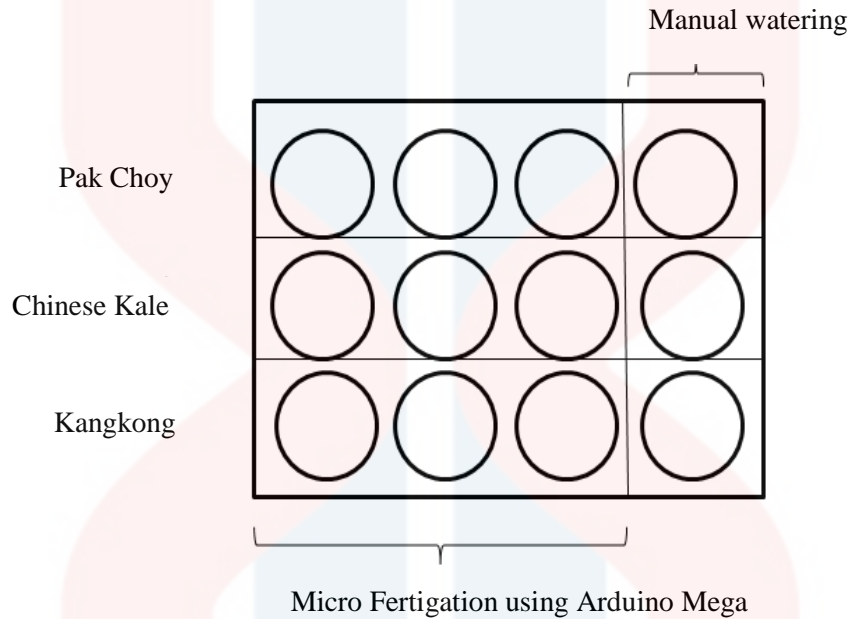 Manual watering
Pak Choy
Chinese Kale
Kangkong
Micro Fertigation using Arduino Mega